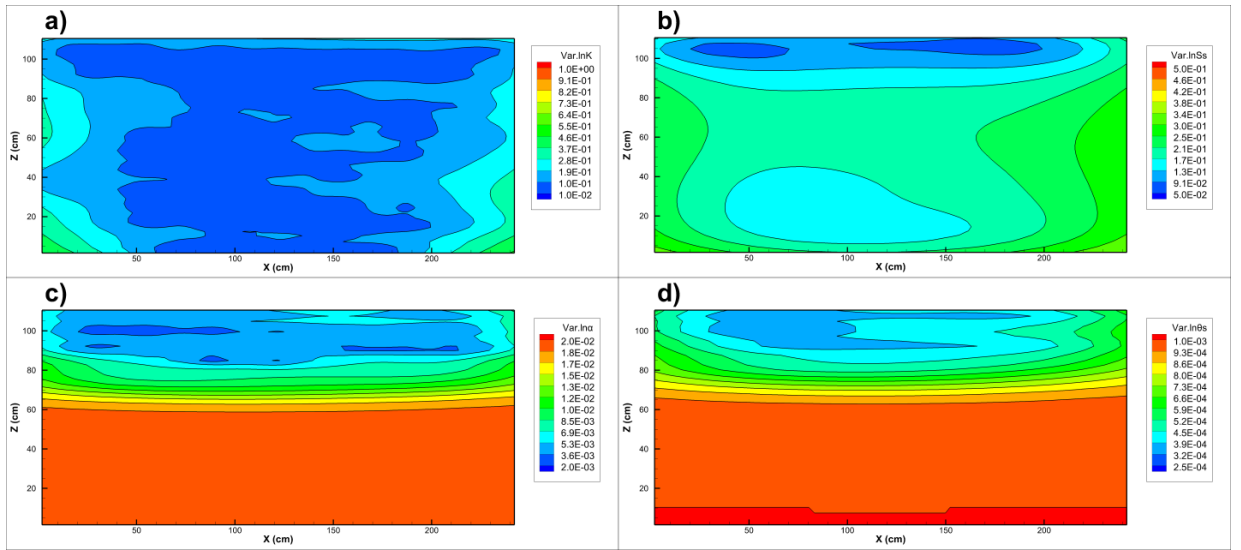 a)
Z (cm)
100
80
60
40
20
50
100
150
200
X (cm)
Var.lnK
1.0E+00
9.1E-01
8.2E-01
7.3E-01
6.4E-01
5.5E-01
4.6E-01
3.7E-01
2.8E-01
1.9E-01
1.0E-01
1.0E-02
b)
Z (cm)
100
80
60
40
20
50
100
150
200
X (cm)
Var.lnSs
5.0E-01
4.6E-01
4.2E-01
3.8E-01
3.4E-01
3.0E-01
2.5E-01
2.1E-01
1.7E-01
1.3E-01
9.1E-02
5.0E-02
c)
Z (cm)
100
80
60
40
20
50
100
150
200
X (cm)
Var.lnα
2.0E-02
1.8E-02
1.7E-02
1.5E-02
1.3E-02
1.2E-02
1.0E-02
8.5E-03
6.9E-03
5.3E-03
3.6E-03
2.0E-03
d)
Z (cm)
100
80
60
40
20
50
100
150
200
X (cm)
Var.lnθs
1.0E-03
9.3E-04
8.6E-04
8.0E-04
7.3E-04
6.6E-04
5.9E-04
5.2E-04
4.5E-04
3.9E-04
3.2E-04
2.5E-04